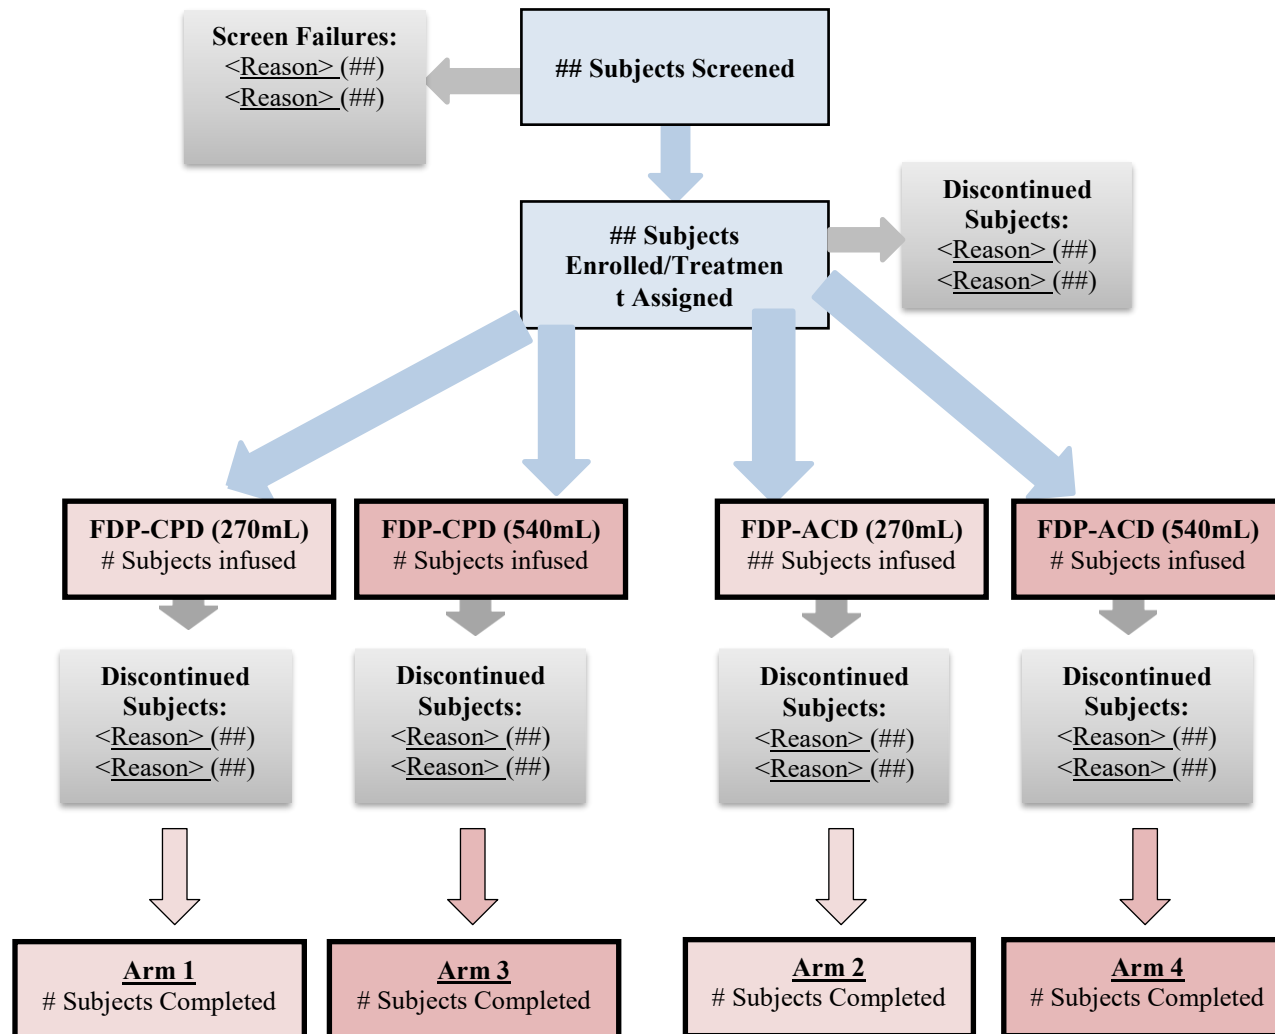 Screen Failures:
<Reason> (##)
<Reason> (##)
## Subjects Screened
## Subjects
Enrolled/Treatmen
t Assigned
Discontinued
Subjects:
<Reason> (##)
<Reason> (##)
FDP-CPD (270mL)
# Subjects infused
FDP-CPD (540mL)
# Subjects infused
FDP-ACD (270mL)
## Subjects infused
FDP-ACD (540mL)
# Subjects infused
Discontinued
Subjects:
<Reason> (##)
<Reason> (##)
Discontinued
Subjects:
<Reason> (##)
<Reason> (##)
Discontinued
Subjects:
<Reason> (##)
<Reason> (##)
Discontinued
Subjects:
<Reason> (##)
<Reason> (##)
Arm 1
# Subjects Completed
Arm 3
# Subjects Completed
Arm 2
# Subjects Completed
Arm 4
# Subjects Completed